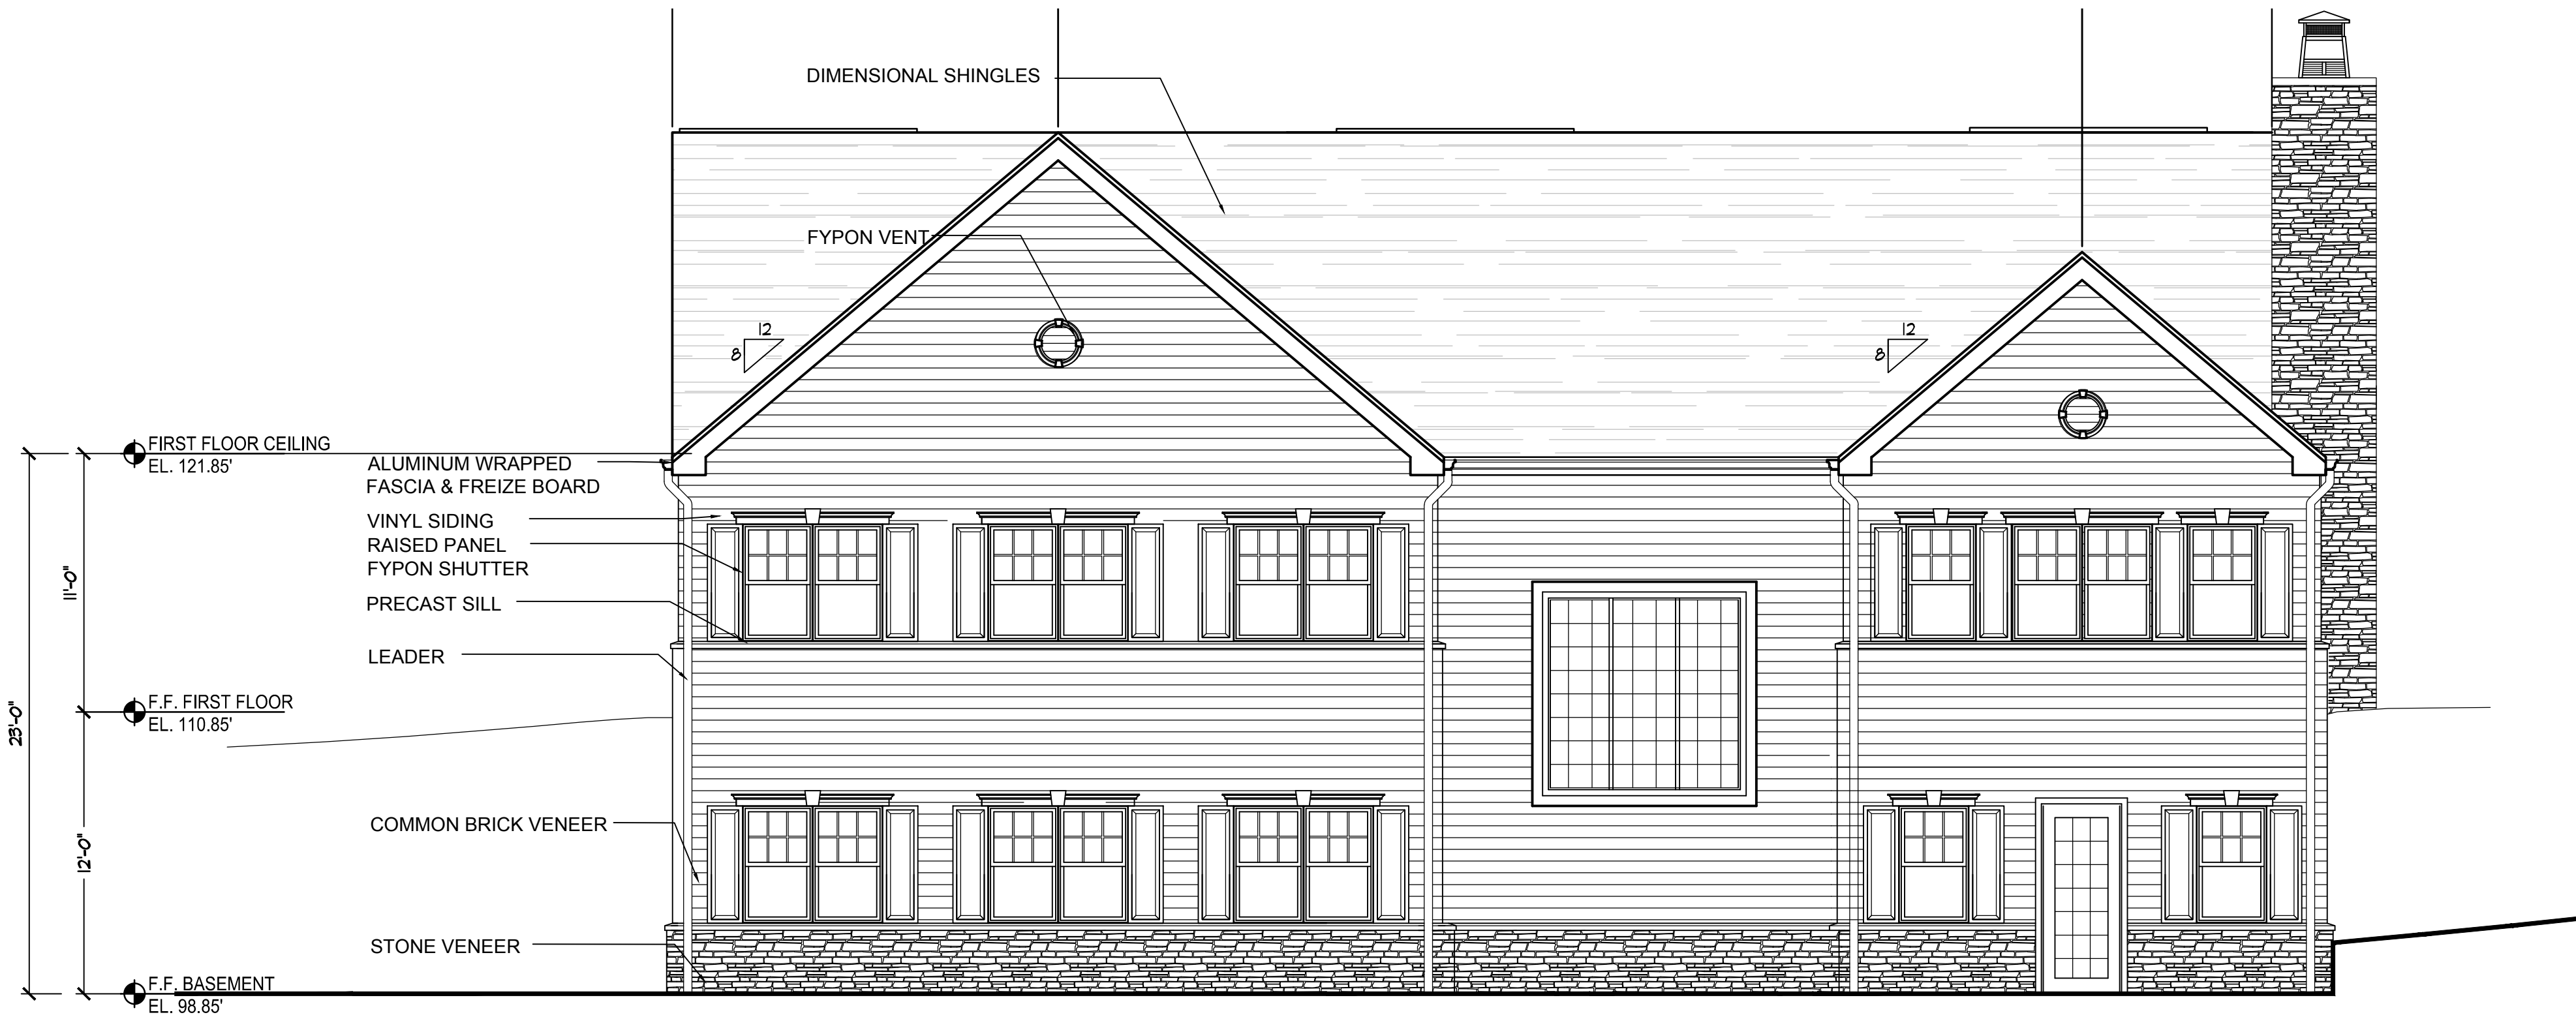 DIMENSIONAL SHINGLES
FYPON VENT
12
8
12
8
FIRST FLOOR CEILING
EL. 121.85'
ALUMINUM WRAPPED
FASCIA & FREIZE BOARD
VINYL SIDING
RAISED PANEL
FYPON SHUTTER
PRECAST SILL
LEADER
F.F. FIRST FLOOR
EL. 110.85'
COMMON BRICK VENEER
STONE VENEER
F.F. BASEMENT
EL. 98.85'
11'-0"
23'-0"
12'-0"